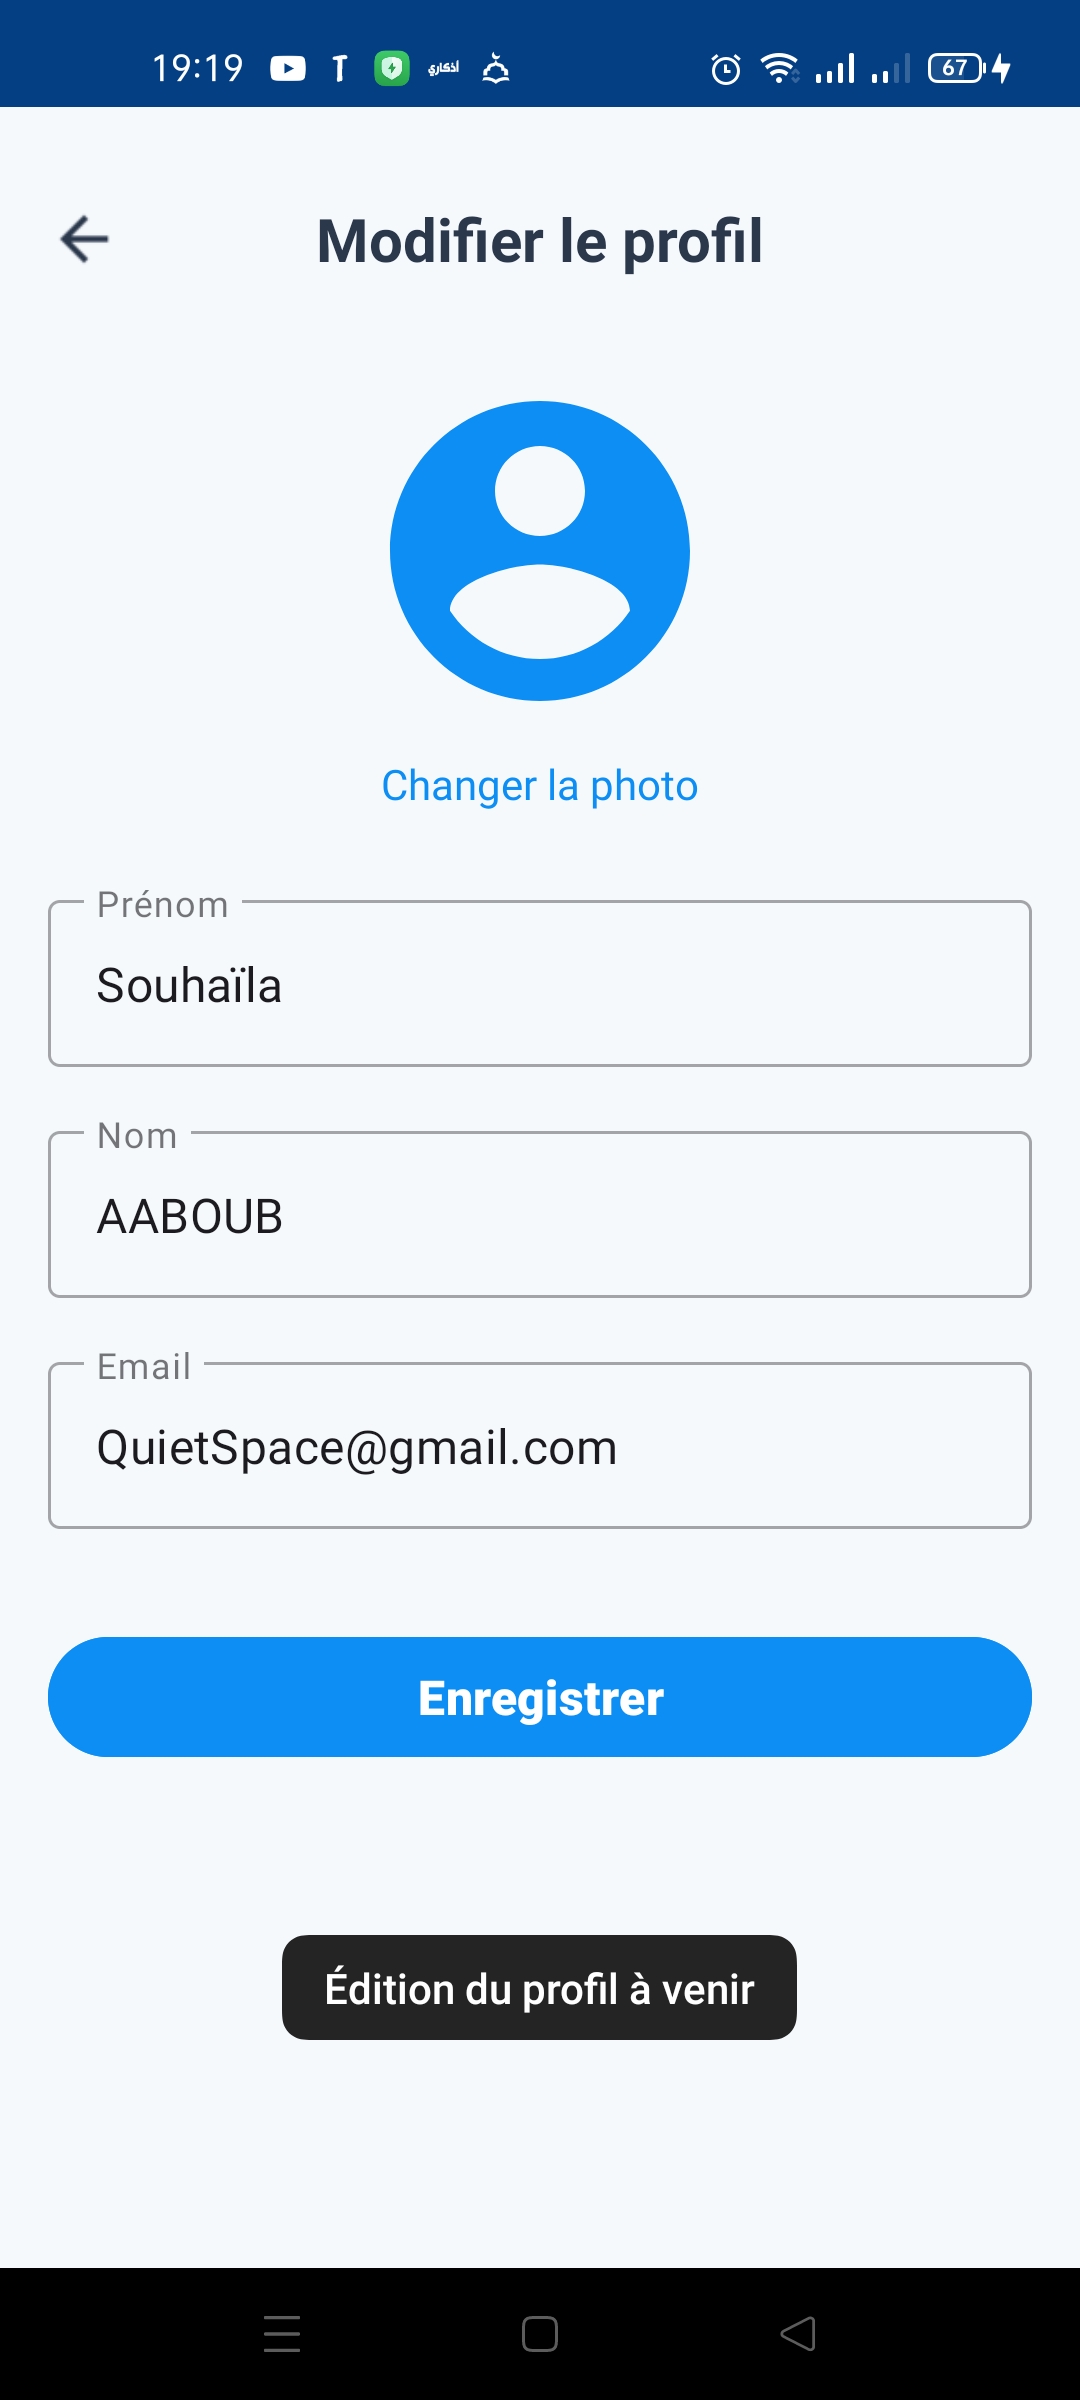 19:19 أذكاري 67
Modifier le profil
Changer la photo
Prénom
Souhaïla
Nom
AABOUB
Email
QuietSpace@gmail.com
Enregistrer
Édition du profil à venir